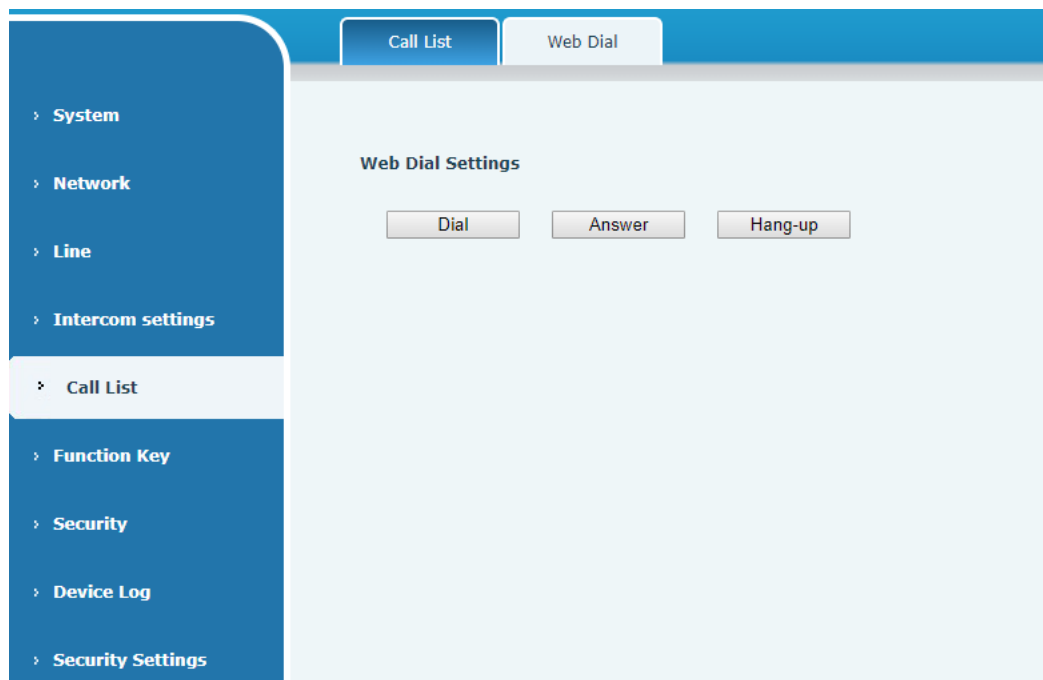 Call List
Web Dial
System
Network
Line
Intercom settings
Call List
Function Key
Security
Device Log
Security Settings
Web Dial Settings
Dial
Answer
Hang-up